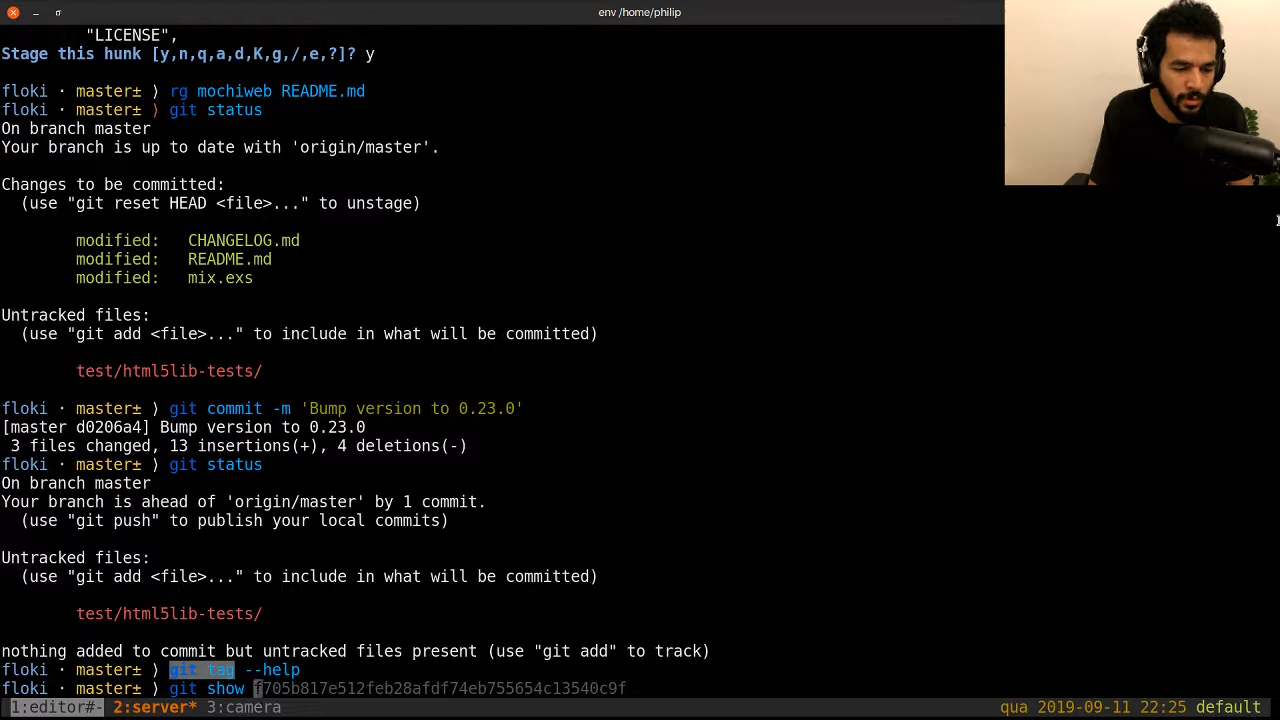 env /home/philip
"LICENSE",
Stage this hunk [y,n,q,a,d,K,g,/,e,?]? y
floki · master± ⟩ rg mochiweb README.md
floki · master± ⟩ git status
On branch master
Your branch is up to date with 'origin/master'.
Changes to be committed:
(use "git reset HEAD <file>..." to unstage)
modified:   CHANGELOG.md
modified:   README.md
modified:   mix.exs
Untracked files:
(use "git add <file>..." to include in what will be committed)
test/html5lib-tests/
floki · master± ⟩ git commit -m 'Bump version to 0.23.0'
[master d0206a4] Bump version to 0.23.0
3 files changed, 13 insertions(+), 4 deletions(-)
floki · master± ⟩ git status
On branch master
Your branch is ahead of 'origin/master' by 1 commit.
(use "git push" to publish your local commits)
Untracked files:
(use "git add <file>..." to include in what will be committed)
test/html5lib-tests/
nothing added to commit but untracked files present (use "git add" to track)
floki · master± ⟩ git tag --help
floki · master± ⟩ git show f705b817e512feb28afdf74eb755654c13540c9f
1:editor#- 2:server* 3:camera qua 2019-09-11 22:25 default